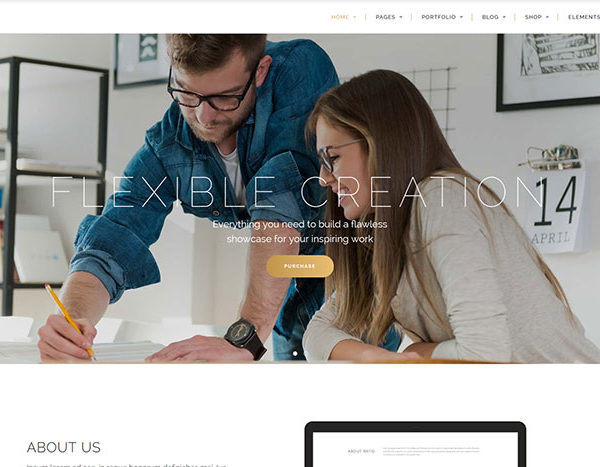 HOME PAGES PORTFOLIO BLOG SHOP ELEMENTS
FLEXIBLE CREATION
Everything you need to build a flawless
showcase for your inspiring work
PURCHASE
14
APRIL
ABOUT US
ABOUT RATIO